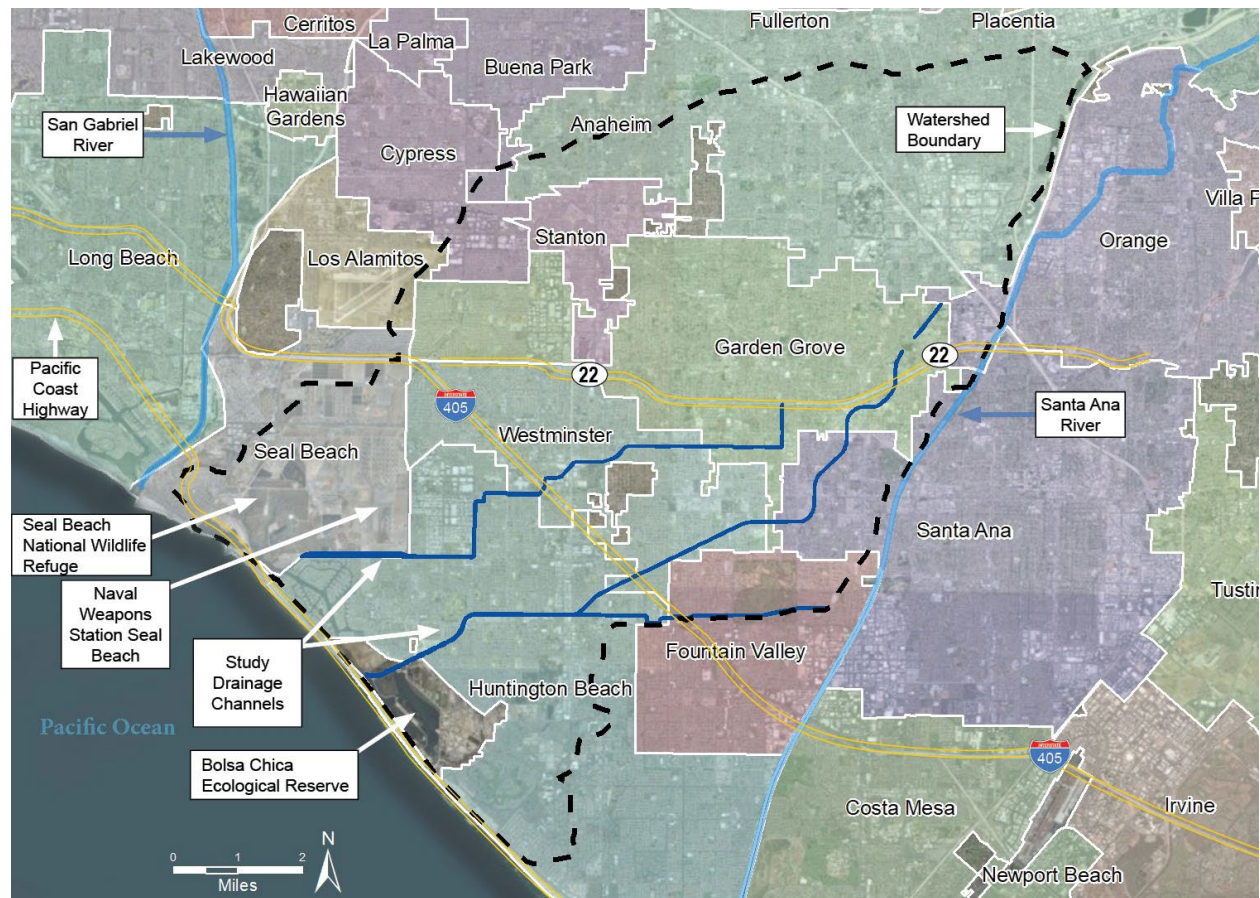 Cerritos
Fullerton
Placentia
La Palma
Lakewood
Buena Park
Hawaiian
Gardens
San Gabriel
River
Anaheim
Watershed
Boundary
Cypress
Villa P
Stanton
Orange
Long Beach
Los Alamitos
Garden Grove
22
22
Pacific
Coast
Highway
405
Santa Ana
River
Westminster
Seal Beach
Seal Beach
National Wildlife
Refuge
Santa Ana
Naval
Weapons
Station Seal
Beach
Tustin
Study
Drainage
Channels
Fountain Valley
Huntington Beach
Pacific Ocean
Bolsa Chica
Ecological Reserve
405
Costa Mesa
Irvine
N
0 1 2
Miles
Newport Beach